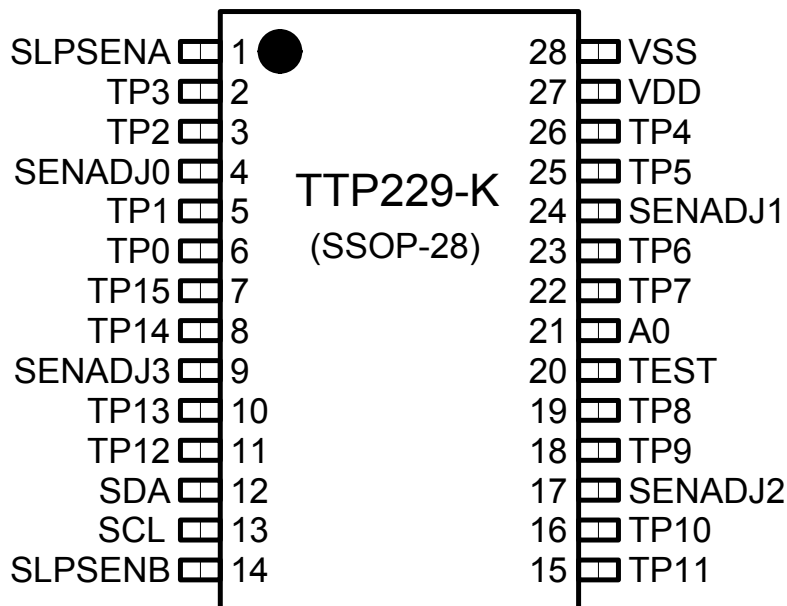 SLPSENA 1 28 VSS
TP3 2 27 VDD
TP2 3 26 TP4
SENADJ0 4 25 TP5
TTP229-K
TP1 5 24 SENADJ1
TP0 6 (SSOP-28) 23 TP6
TP15 7 22 TP7
TP14 8 21 A0
SENADJ3 9 20 TEST
TP13 10 19 TP8
TP12 11 18 TP9
SDA 12 17 SENADJ2
SCL 13 16 TP10
SLPSENB 14 15 TP11